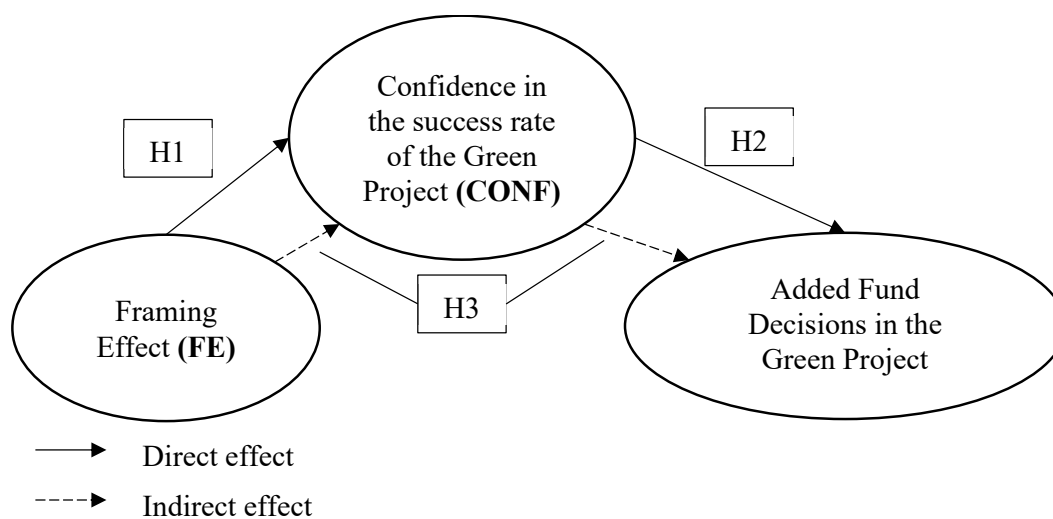 Confidence in
the success rate
of the Green
Project (CONF)
H1
H2
Framing
Effect (FE)
H3
Added Fund
Decisions in the
Green Project
Direct effect
Indirect effect